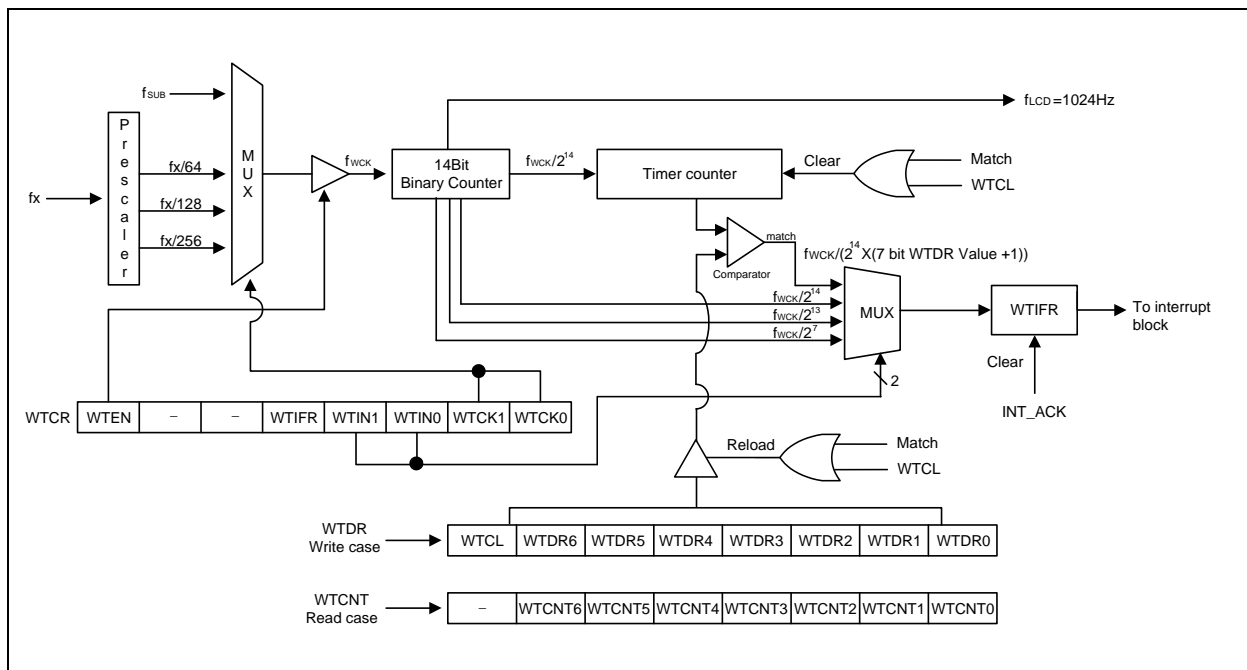 fSUB
fLCD=1024Hz
Prescaler
MUX
fx
fx/64
fx/128
fx/256
fWCK
14Bit
Binary Counter
fWCK/2^14
Timer counter
Clear
Match
WTCL
match
Comparator
fWCK/(2^14 X(7 bit WTDR Value +1))
fWCK/2^14
fWCK/2^13
fWCK/2^7
MUX
2
WTIFR
To interrupt
block
Clear
INT_ACK
WTCR WTEN – – WTIFR WTIN1 WTIN0 WTCK1 WTCK0
Reload
Match
WTCL
WTDR
Write case
WTCL WTDR6 WTDR5 WTDR4 WTDR3 WTDR2 WTDR1 WTDR0
WTCNT
Read case
– WTCNT6 WTCNT5 WTCNT4 WTCNT3 WTCNT2 WTCNT1 WTCNT0